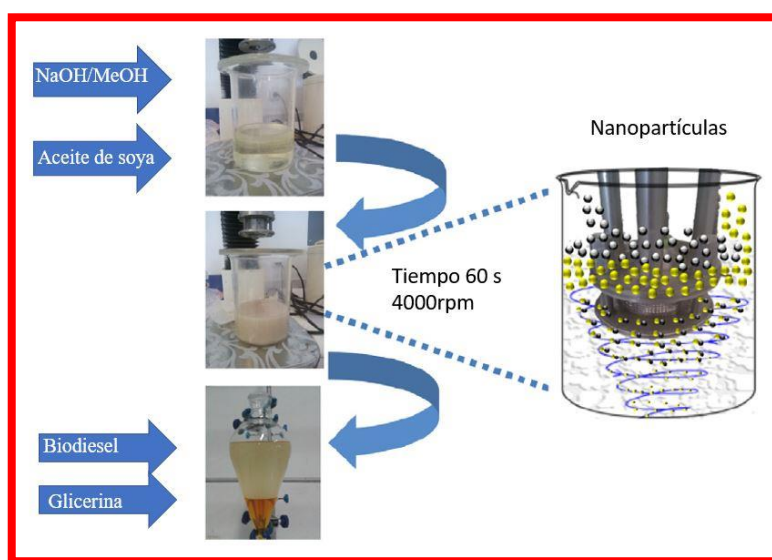 NaOH/MeOH
Aceite de soya
Nanopartículas
Tiempo 60 s
4000rpm
Biodiesel
Glicerina